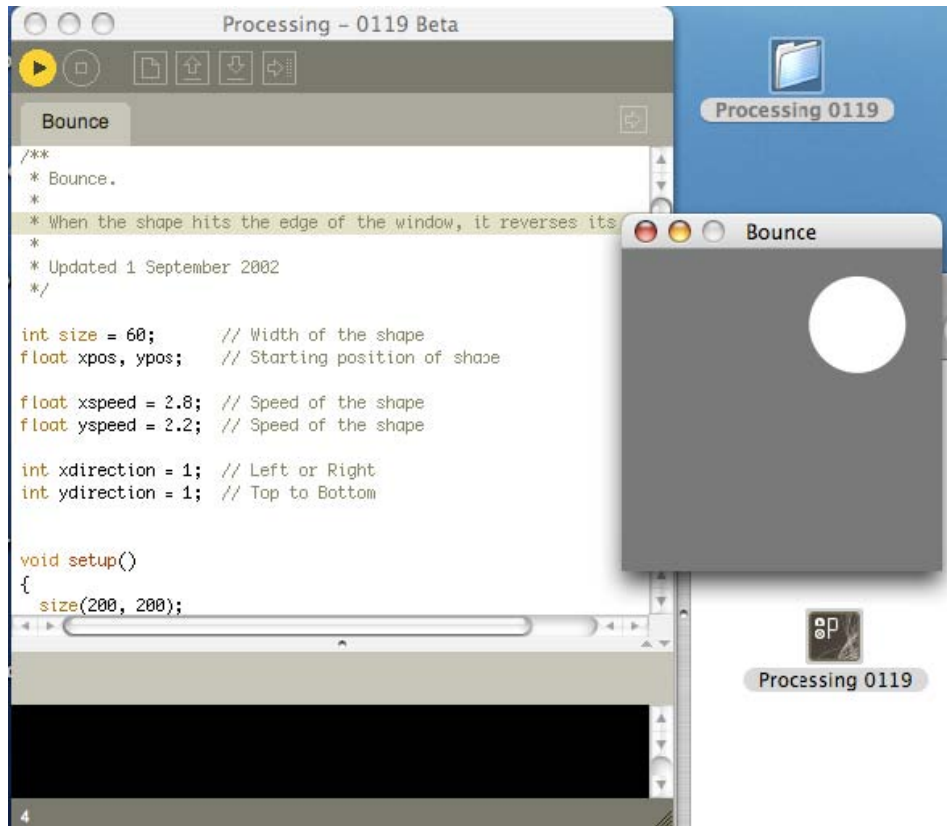 Processing - 0119 Beta
Bounce
/**
 * Bounce.
 *
 * When the shape hits the edge of the window, it reverses its
 *
 * Updated 1 September 2002
 */
int size = 60;        // Width of the shape
float xpos, ypos;     // Starting position of shape
float xspeed = 2.8;  // Speed of the shape
float yspeed = 2.2;  // Speed of the shape
int xdirection = 1;  // Left or Right
int ydirection = 1;  // Top to Bottom
void setup()
{
  size(200, 200);
4
Processing 0119
Bounce
P
Processing 0119